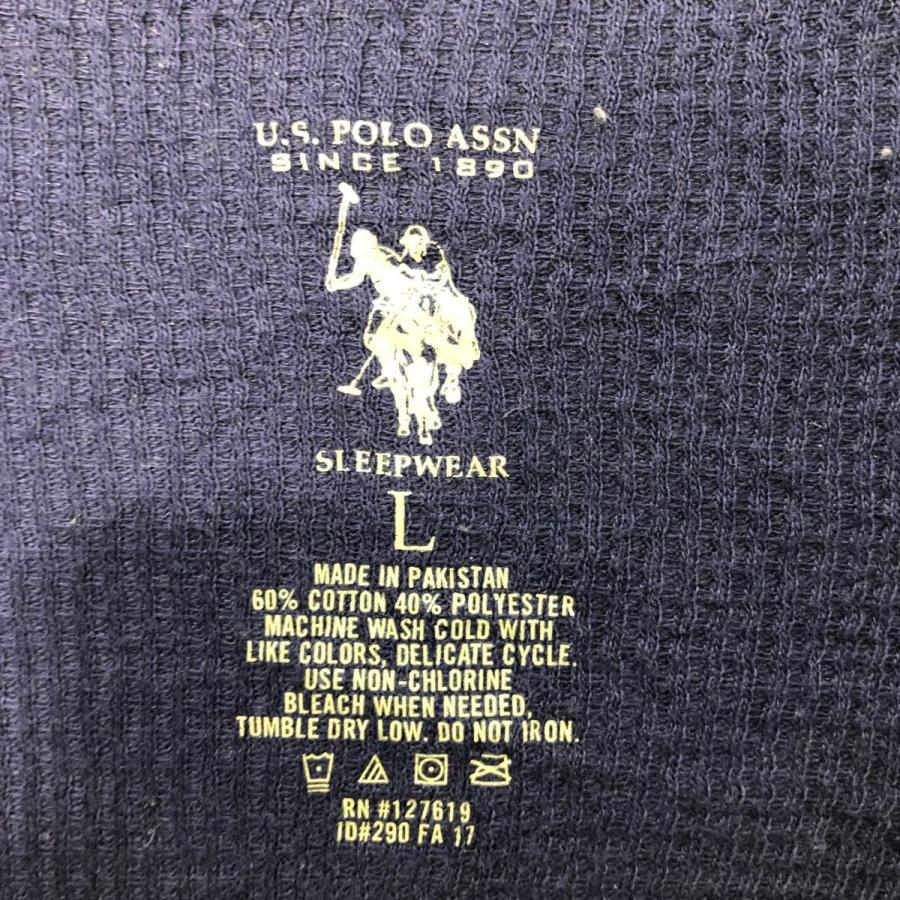 U.S. POLO ASSN
SINCE 1890
SLEEPWEAR
L
MADE IN PAKISTAN
60% COTTON 40% POLYESTER
MACHINE WASH COLD WITH
LIKE COLORS, DELICATE CYCLE.
USE NON-CHLORINE
BLEACH WHEN NEEDED,
TUMBLE DRY LOW. DO NOT IRON.
RN #127619
ID#290 FA 17